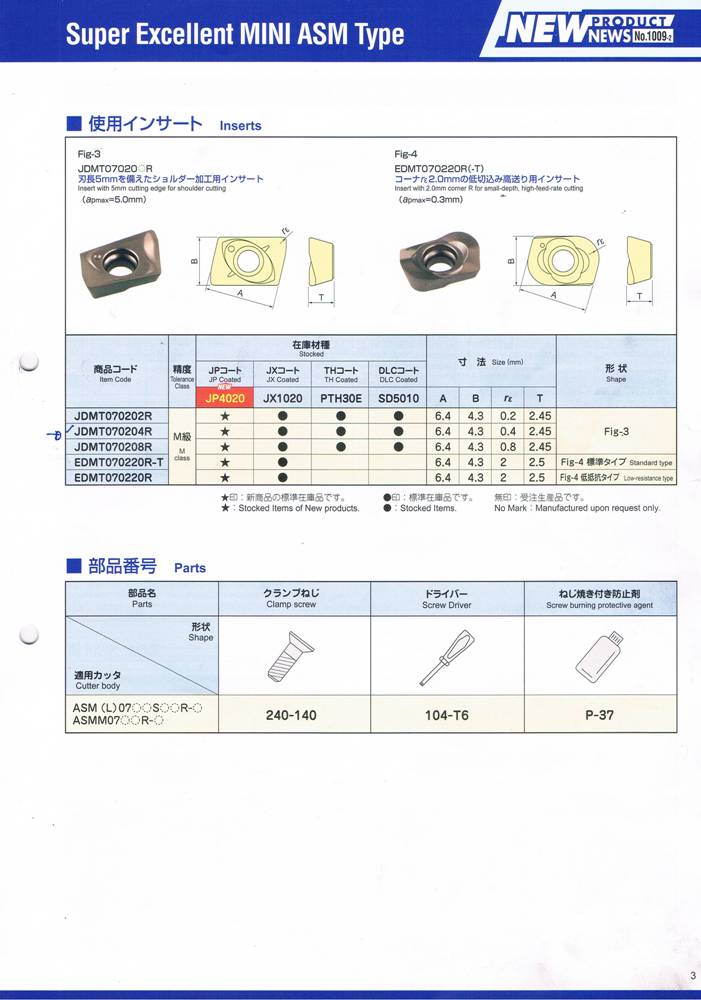 Super Excellent MINI ASM Type
NEW PRODUCT NEWS No.1009-2
■ 使用インサート Inserts
Fig-3
JDMT07020◌R
刃長5mmを備えたショルダー加工用インサート
Insert with 5mm cutting edge for shoulder cutting
（apmax=5.0mm）
Fig-4
EDMT070220R(-T)
コーナrε2.0mmの低切込み高送り用インサート
Insert with 2.0mm corner R for small-depth, high-feed-rate cutting
（apmax=0.3mm）
B A rε T
B A rε T
商品コード Item Code 精度 Tolerance Class 在庫材種 Stocked 寸 法 Size (mm) 形 状 Shape
JPコート JP Coated JXコート JX Coated THコート TH Coated DLCコート DLC Coated
NEW
JP4020 JX1020 PTH30E SD5010 A B rε T
JDMT070202R ★ ● ● ● 6.4 4.3 0.2 2.45
JDMT070204R M級 M class ★ ● ● ● 6.4 4.3 0.4 2.45 Fig-3
JDMT070208R ★ ● ● ● 6.4 4.3 0.8 2.45
EDMT070220R-T ★ ● 6.4 4.3 2 2.5 Fig-4 標準タイプ Standard type
EDMT070220R ★ ● 6.4 4.3 2 2.5 Fig-4 低抵抗タイプ Low-resistance type
★印：新商品の標準在庫品です。 ●印：標準在庫品です。 無印：受注生産品です。
★：Stocked Items of New products. ●：Stocked Items. No Mark：Manufactured upon request only.
■ 部品番号 Parts
部品名 Parts クランプねじ Clamp screw ドライバー Screw Driver ねじ焼き付き防止剤 Screw burning protective agent
形状 Shape
適用カッタ Cutter body
ASM（L）07◌◌S◌◌R-◌
ASMM07◌◌R-◌
240-140 104-T6 P-37
3